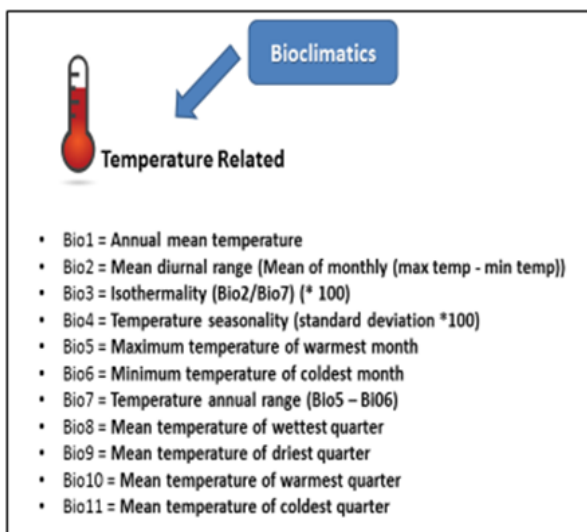 Bioclimatics
Temperature Related
• Bio1 = Annual mean temperature
• Bio2 = Mean diurnal range (Mean of monthly (max temp - min temp))
• Bio3 = Isothermality (Bio2/Bio7) (* 100)
• Bio4 = Temperature seasonality (standard deviation *100)
• Bio5 = Maximum temperature of warmest month
• Bio6 = Minimum temperature of coldest month
• Bio7 = Temperature annual range (Bio5 – BI06)
• Bio8 = Mean temperature of wettest quarter
• Bio9 = Mean temperature of driest quarter
• Bio10 = Mean temperature of warmest quarter
• Bio11 = Mean temperature of coldest quarter